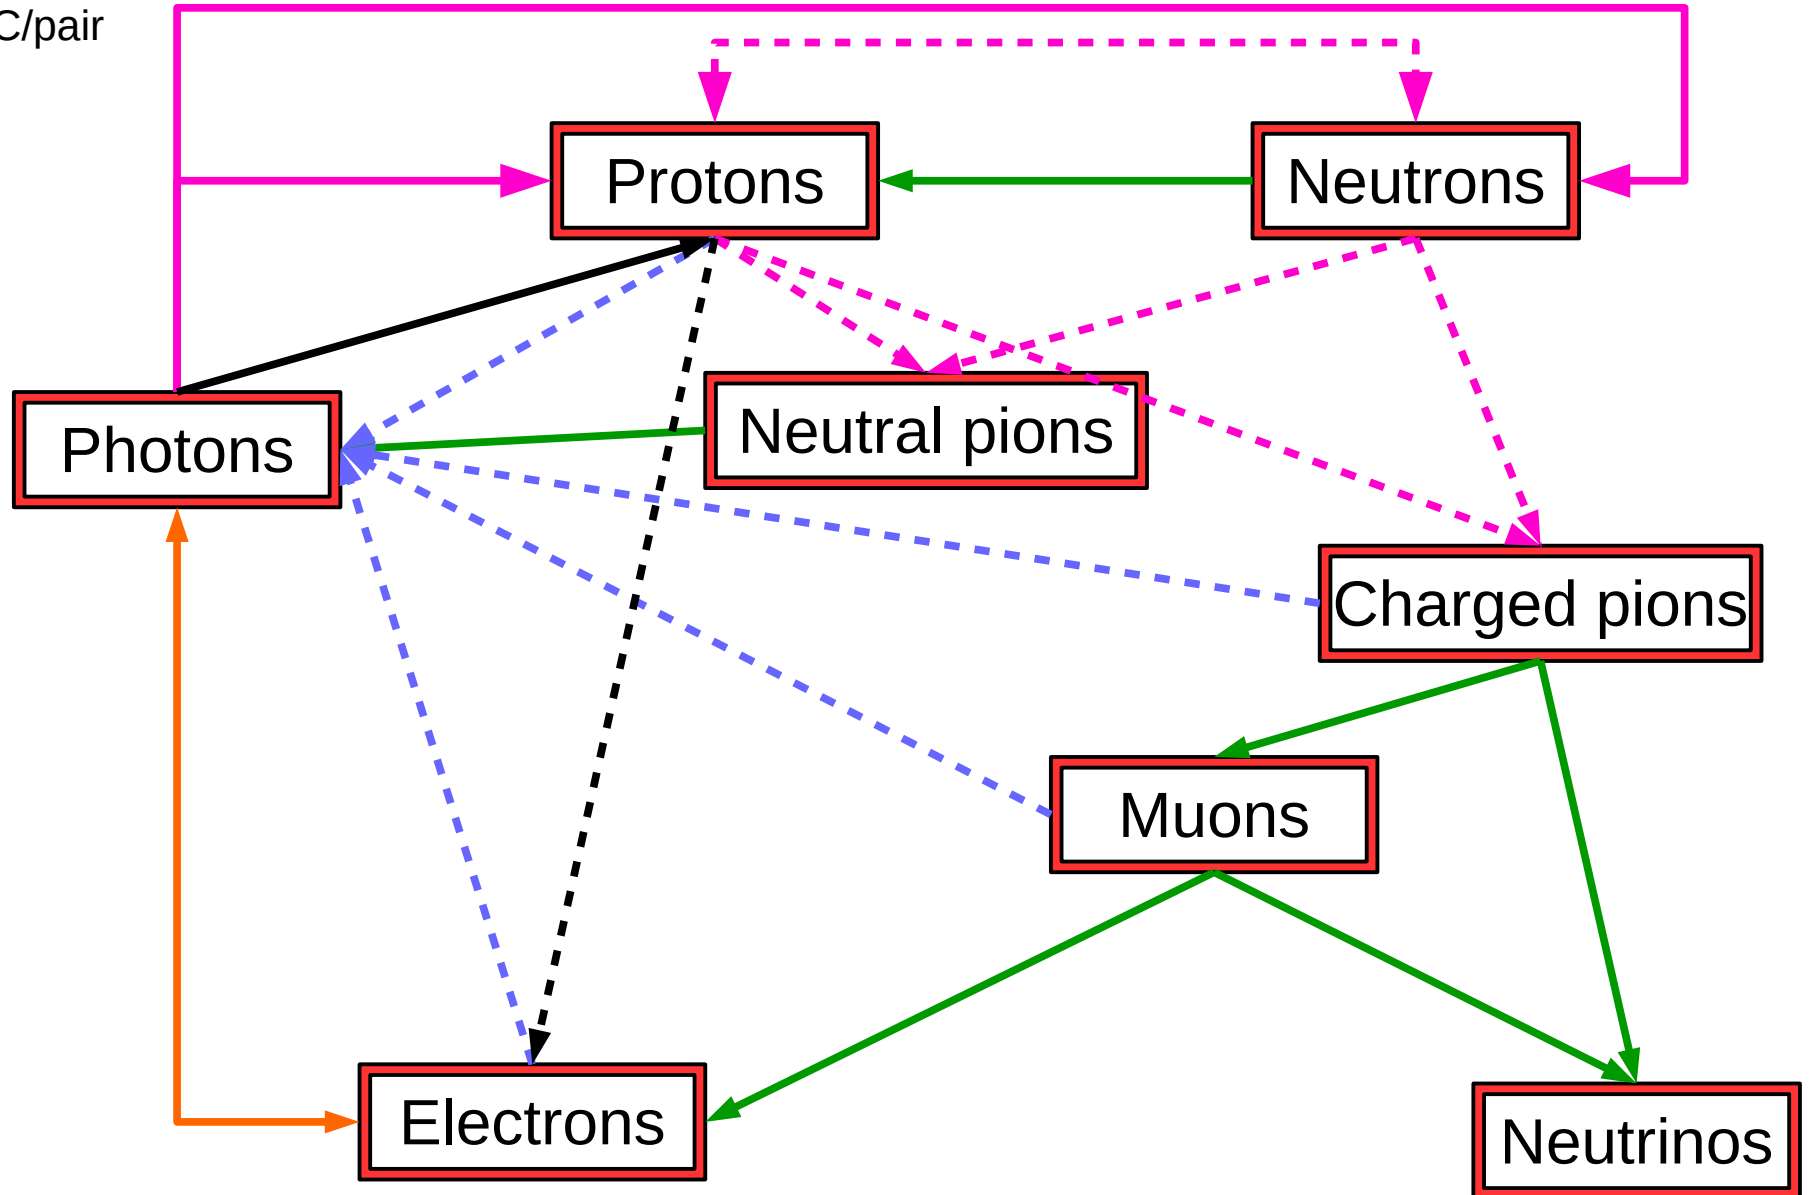 C/pair
Protons
Neutrons
Photons
Neutral pions
Charged pions
Muons
Electrons
Neutrinos